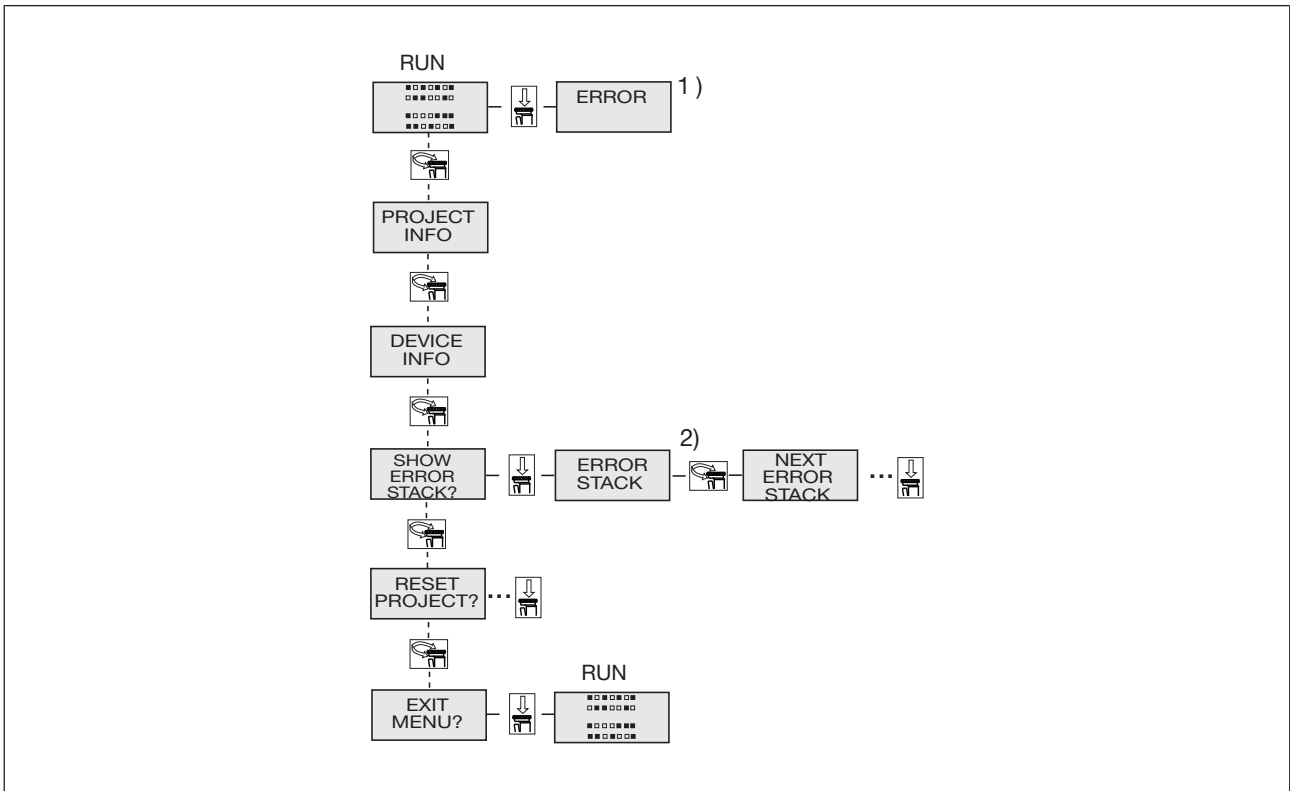 RUN
ERROR
1)
PROJECT
INFO
DEVICE
INFO
SHOW
ERROR
STACK?
ERROR
STACK
2)
NEXT
ERROR
STACK
...
RESET
PROJECT?
...
EXIT
MENU?
RUN